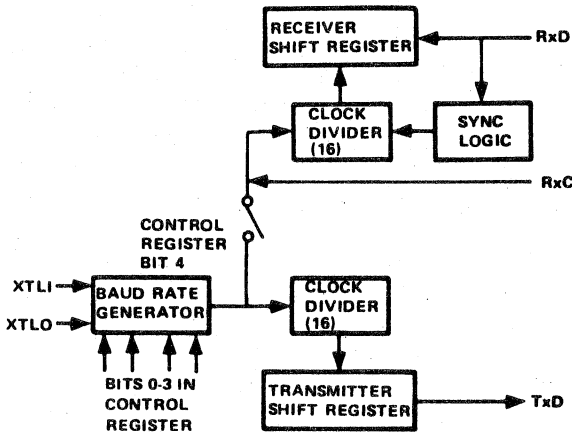 RECEIVER
SHIFT REGISTER
RxD
CLOCK
DIVIDER
(16)
SYNC
LOGIC
RxC
CONTROL
REGISTER
BIT 4
XTLI
XTLO
BAUD RATE
GENERATOR
CLOCK
DIVIDER
(16)
BITS 0-3 IN
CONTROL
REGISTER
TRANSMITTER
SHIFT REGISTER
TxD